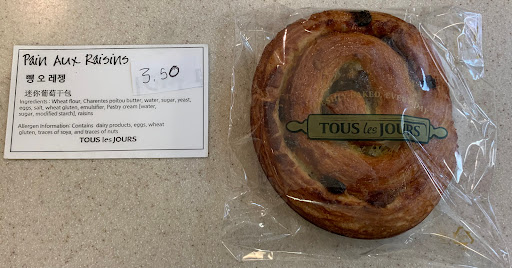 Pain Aux Raisins
뺑 오 레쟁
3.50
迷你葡萄干包
Ingredients : Wheat flour, Charentes poitou butter, water, sugar, yeast,
eggs, salt, wheat gluten, emulsifier, Pastry cream [water,
sugar, modified starch], raisins
Allergen Information: Contains dairy products, eggs, wheat
gluten, traces of soya, and traces of nuts
TOUS les JOURS
TOUS les JOURS